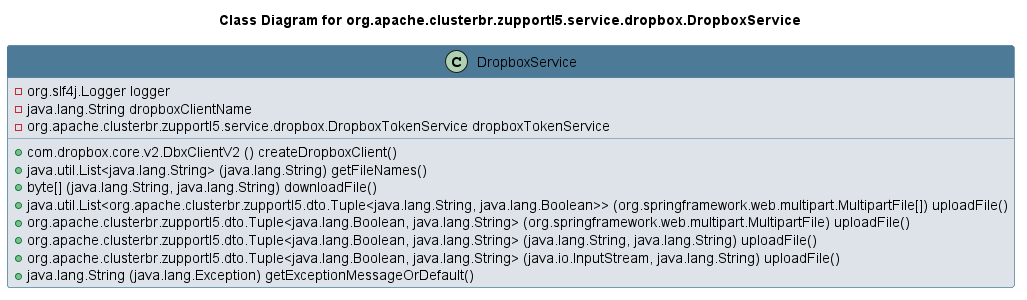 Class Diagram for org.apache.clusterbr.zupportl5.service.dropbox.DropboxService
C DropboxService
org.slf4j.Logger logger
java.lang.String dropboxClientName
org.apache.clusterbr.zupportl5.service.dropbox.DropboxTokenService dropboxTokenService
com.dropbox.core.v2.DbxClientV2 () createDropboxClient()
java.util.List<java.lang.String> (java.lang.String) getFileNames()
byte[] (java.lang.String, java.lang.String) downloadFile()
java.util.List<org.apache.clusterbr.zupportl5.dto.Tuple<java.lang.String, java.lang.Boolean>> (org.springframework.web.multipart.MultipartFile[]) uploadFile()
org.apache.clusterbr.zupportl5.dto.Tuple<java.lang.Boolean, java.lang.String> (org.springframework.web.multipart.MultipartFile) uploadFile()
org.apache.clusterbr.zupportl5.dto.Tuple<java.lang.Boolean, java.lang.String> (java.lang.String, java.lang.String) uploadFile()
org.apache.clusterbr.zupportl5.dto.Tuple<java.lang.Boolean, java.lang.String> (java.io.InputStream, java.lang.String) uploadFile()
java.lang.String (java.lang.Exception) getExceptionMessageOrDefault()